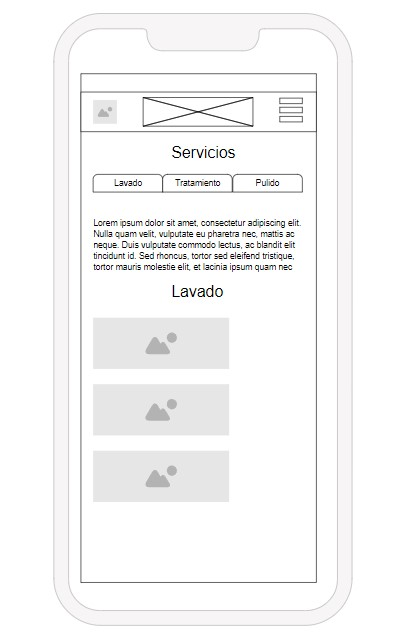 Servicios
Lavado Tratamiento Pulido
Lorem ipsum dolor sit amet, consectetur adipiscing elit.
Nulla quam velit, vulputate eu pharetra nec, mattis ac
neque. Duis vulputate commodo lectus, ac blandit elit
tincidunt id. Sed rhoncus, tortor sed eleifend tristique,
tortor mauris molestie elit, et lacinia ipsum quam nec
Lavado